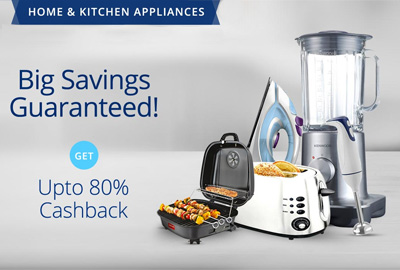 HOME & KITCHEN APPLIANCES
Big Savings
Guaranteed!
GET
Upto 80%
Cashback